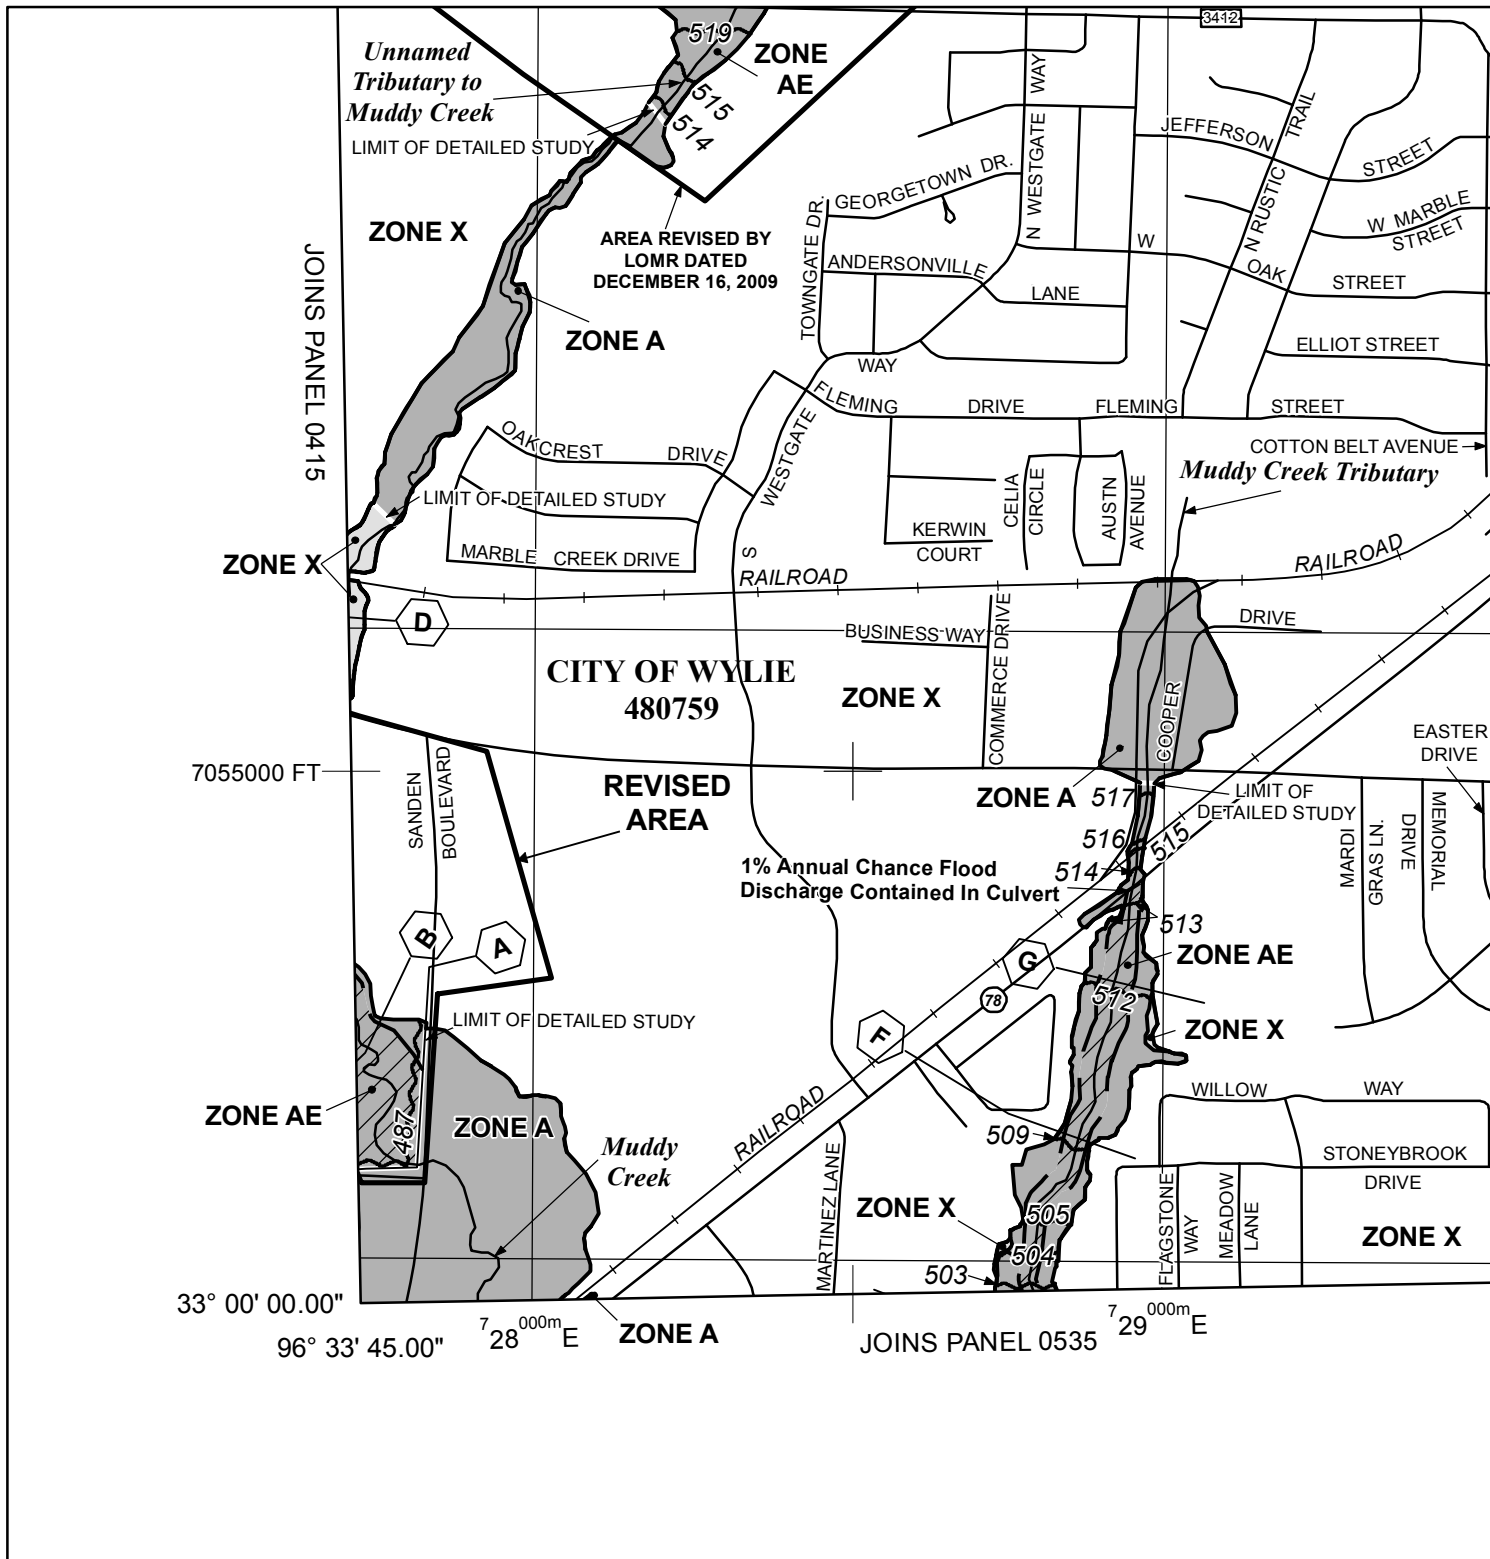 3412
519
ZONE
AE
Unnamed
Tributary to
Muddy Creek
515
514
LIMIT OF DETAILED STUDY
ZONE X
AREA REVISED BY
LOMR DATED
DECEMBER 16, 2009
JOINS PANEL 0415
ZONE A
N WESTGATE WAY
JEFFERSON
STREET
N RUSTIC TRAIL
GEORGETOWN DR.
TOWNGATE DR.
W MARBLE
STREET
W
OAK
STREET
ANDERSONVILLE
LANE
ELLIOT STREET
WAY
FLEMING
DRIVE
FLEMING
STREET
COTTON BELT AVENUE
Muddy Creek Tributary
OAKCREST
DRIVE
S
WESTGATE
LIMIT OF DETAILED STUDY
CELIA
CIRCLE
AUSTN
AVENUE
KERWIN
COURT
MARBLE CREEK DRIVE
RAILROAD
RAILROAD
ZONE X
D
BUSINESS WAY
COMMERCE DRIVE
DRIVE
COOPER
CITY OF WYLIE
480759
ZONE X
EASTER
DRIVE
7055000 FT
SANDEN
BOULEVARD
REVISED
AREA
ZONE A
517
LIMIT OF
DETAILED STUDY
516
515
514
1% Annual Chance Flood
Discharge Contained In Culvert
MARDI
GRAS LN.
MEMORIAL
DRIVE
513
B
A
G
ZONE AE
78
512
LIMIT OF DETAILED STUDY
F
ZONE X
ZONE AE
487
ZONE A
Muddy
Creek
RAILROAD
509
WILLOW
WAY
STONEYBROOK
DRIVE
MARTINEZ LANE
ZONE X
505
504
503
FLAGSTONE
WAY
MEADOW
LANE
ZONE X
33° 00' 00.00"
96° 33' 45.00"
7 28 000m E
ZONE A
JOINS PANEL 0535
7 29 000m E